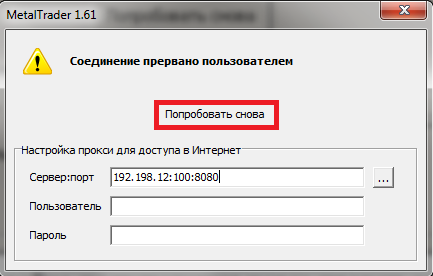 MetalTrader 1.61
Соединение прервано пользователем
Попробовать снова
Настройка прокси для доступа в Интернет
Сервер:порт 192.198.12:100:8080 ...
Пользователь
Пароль